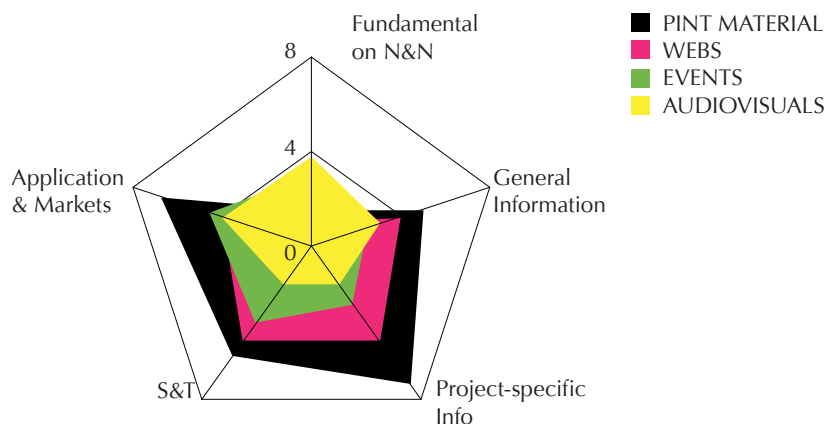 Fundamental
on N&N
8
4
0
PINT MATERIAL
WEBS
EVENTS
AUDIOVISUALS
Application
& Markets
General
Information
S&T
Project-specific
Info